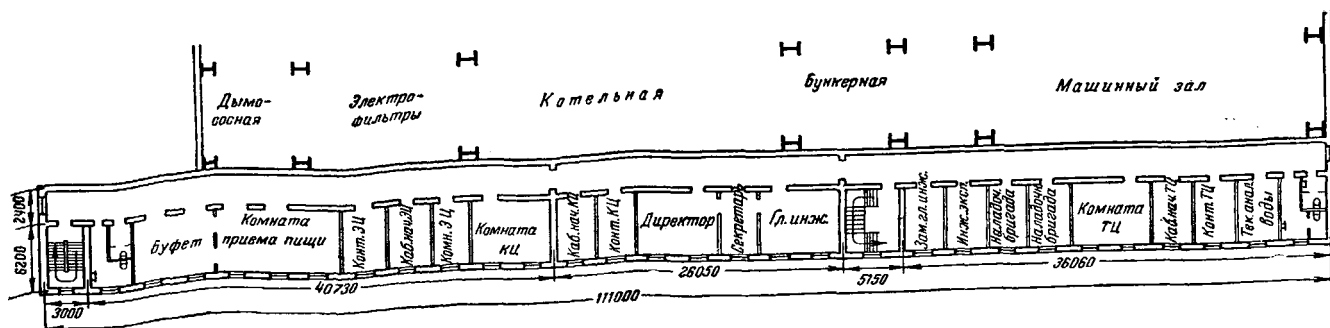 Дымо-
сосная
Электро-
фильтры
Котельная
Бункерная
Машинный зал
2400
6200
Буфет
Комната
приема пищи
Конт.ЭЦ
Каб.нач.ЭЦ
Комн.ЭЦ
Комната
КЦ
Каб.нач.КЦ
Конт.КЦ
Директор
Секретарь
Гл.инж.
Зам.гл.инж.
Инж.эксп.
Наладоч.
бригада
Наладоч.
бригада
Комната
ТЦ
Каб.нач.ТЦ
Конт.ТЦ
Тех.анал.
воды
3000
40730
26050
5150
36060
111000